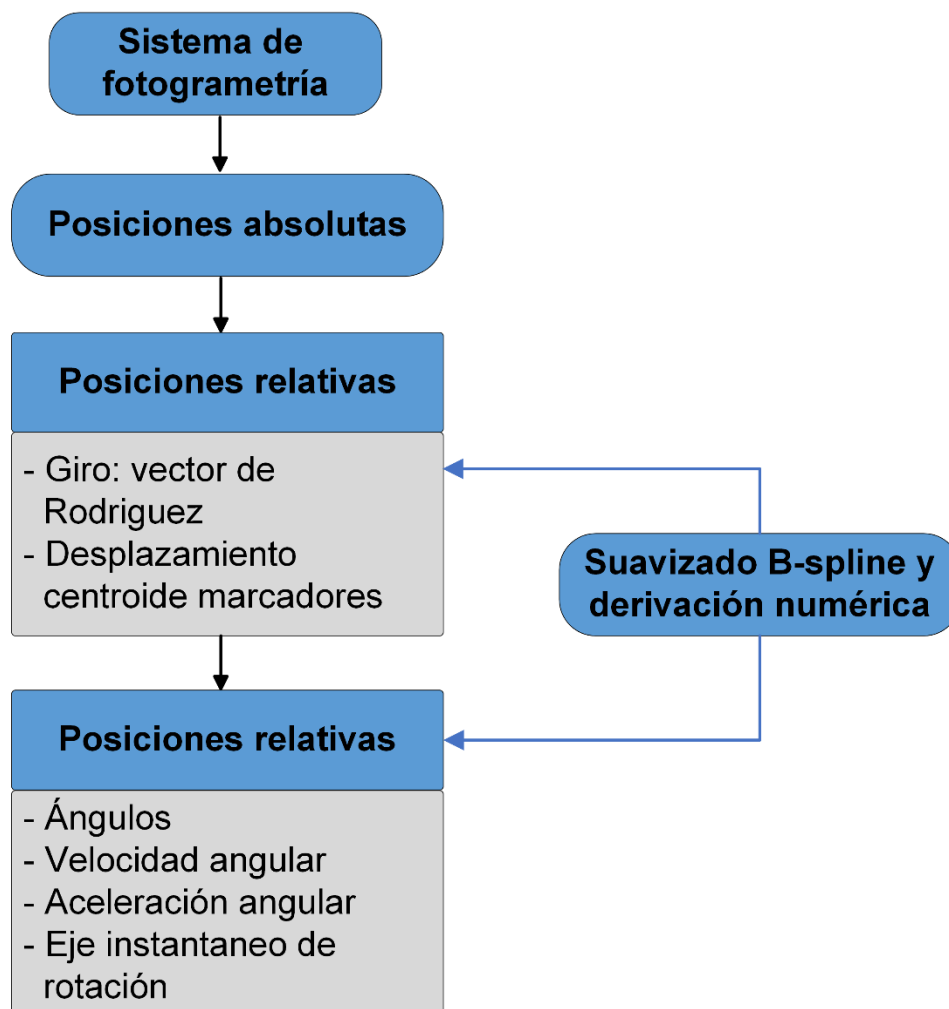 Sistema de
fotogrametría
Posiciones absolutas
Posiciones relativas
- Giro: vector de
Rodriguez
- Desplazamiento
centroide marcadores
Suavizado B-spline y
derivación numérica
Posiciones relativas
- Ángulos
- Velocidad angular
- Aceleración angular
- Eje instantaneo de
rotación